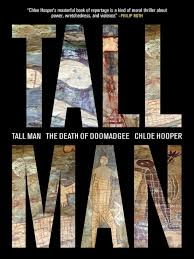 "Chloe Hooper's masterful book of reportage is a kind of moral thriller about
power, wretchedness, and violence." —PHILIP ROTH
TALL
TALL MAN THE DEATH OF DOOMADGEE CHLOE HOOPER
MAN